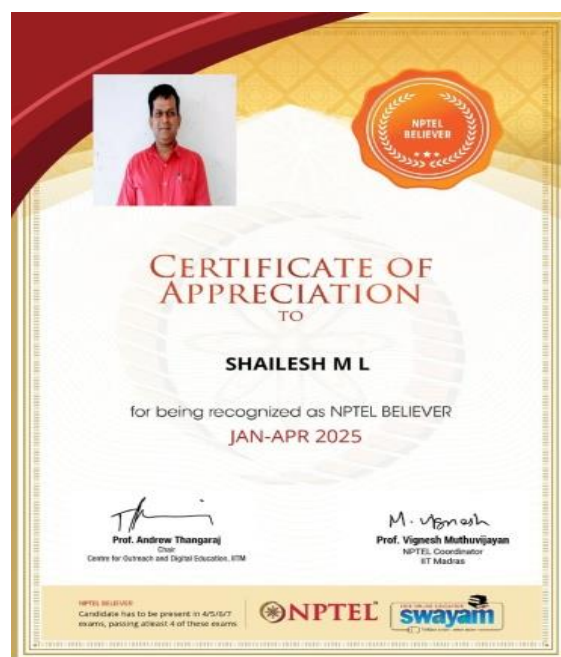 NPTEL
BELIEVER
CERTIFICATE OF
APPRECIATION
TO
SHAILESH M L
for being recognized as NPTEL BELIEVER
JAN-APR 2025
M. Vignesh
Prof. Andrew Thangaraj
Chair
Centre for Outreach and Digital Education, IITM
Prof. Vignesh Muthuvijayan
NPTEL Coordinator
IIT Madras
NPTEL BELIEVER
Candidate has to be present in 4/5/6/7
exams, passing atleast 4 of these exams
NPTEL
swayam